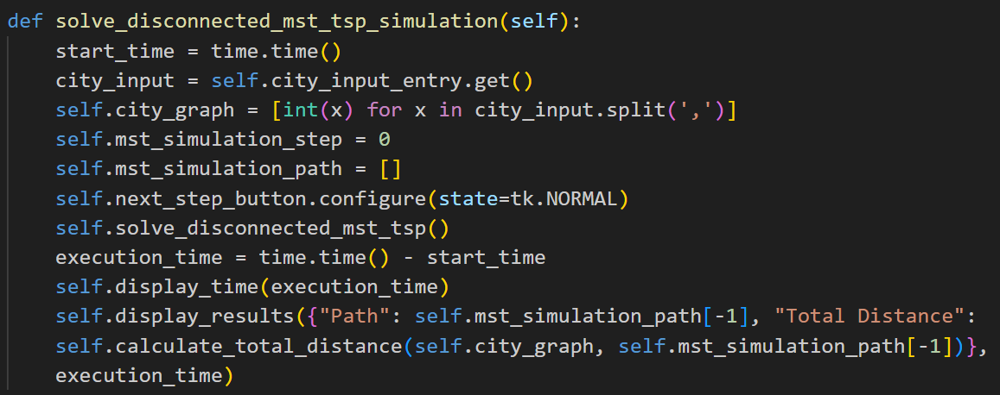 def solve_disconnected_mst_tsp_simulation(self):
    start_time = time.time()
    city_input = self.city_input_entry.get()
    self.city_graph = [int(x) for x in city_input.split(',')]
    self.mst_simulation_step = 0
    self.mst_simulation_path = []
    self.next_step_button.configure(state=tk.NORMAL)
    self.solve_disconnected_mst_tsp()
    execution_time = time.time() - start_time
    self.display_time(execution_time)
    self.display_results({"Path": self.mst_simulation_path[-1], "Total Distance":
    self.calculate_total_distance(self.city_graph, self.mst_simulation_path[-1])},
    execution_time)